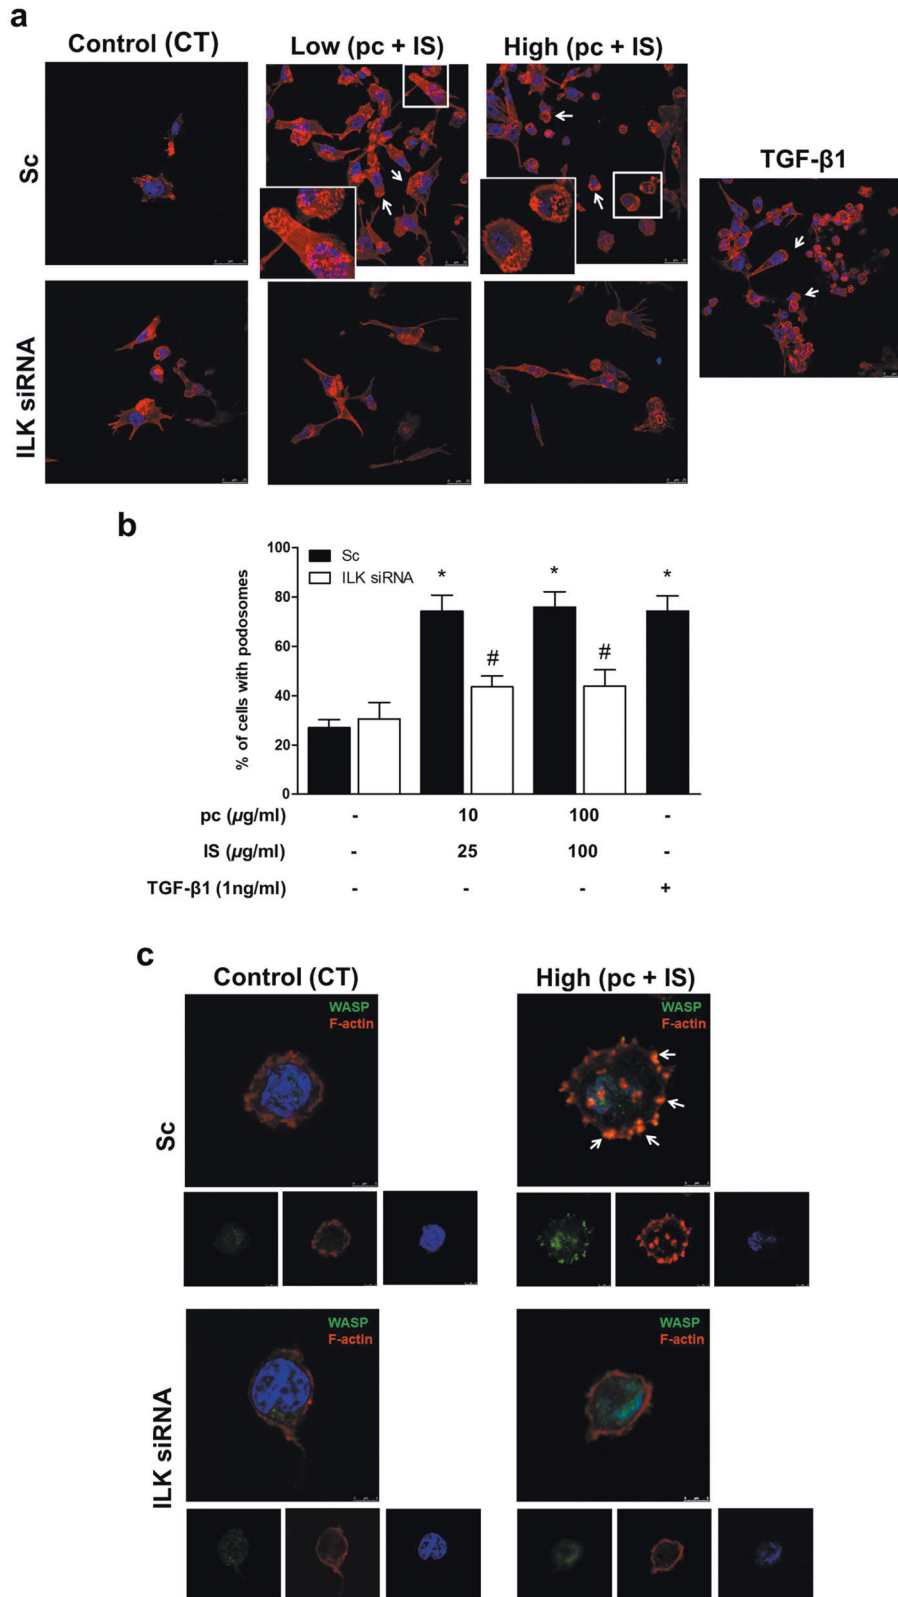 a
Control (CT)
Low (pc + IS)
High (pc + IS)
TGF-β1
Sc
ILK siRNA
b
Sc
ILK siRNA
% of cells with podosomes
100
80
60
40
20
0
* # * # *
pc (µg/ml) - 10 100 -
IS (µg/ml) - 25 100 -
TGF-β1 (1ng/ml) - - - +
c
Control (CT)
High (pc + IS)
Sc
WASP
F-actin
WASP
F-actin
ILK siRNA
WASP
F-actin
WASP
F-actin